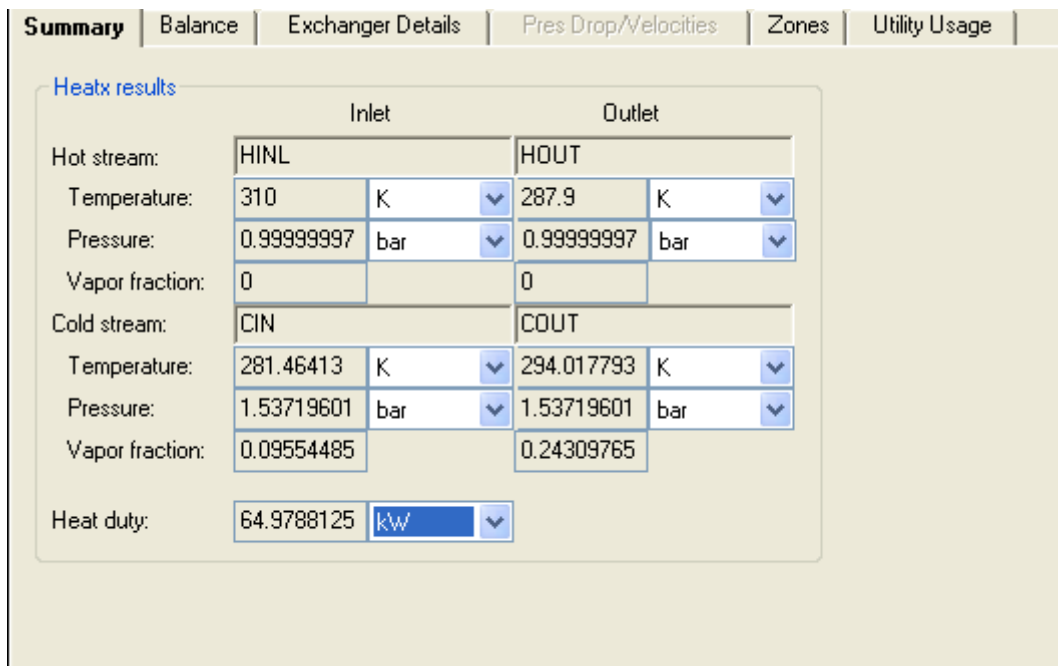 Summary Balance Exchanger Details Pres Drop/Velocities Zones Utility Usage
Heatx results
Inlet Outlet
Hot stream: HINL HOUT
Temperature: 310 K 287.9 K
Pressure: 0.99999997 bar 0.99999997 bar
Vapor fraction: 0 0
Cold stream: CIN COUT
Temperature: 281.46413 K 294.017793 K
Pressure: 1.53719601 bar 1.53719601 bar
Vapor fraction: 0.09554485 0.24309765
Heat duty: 64.9788125 kW